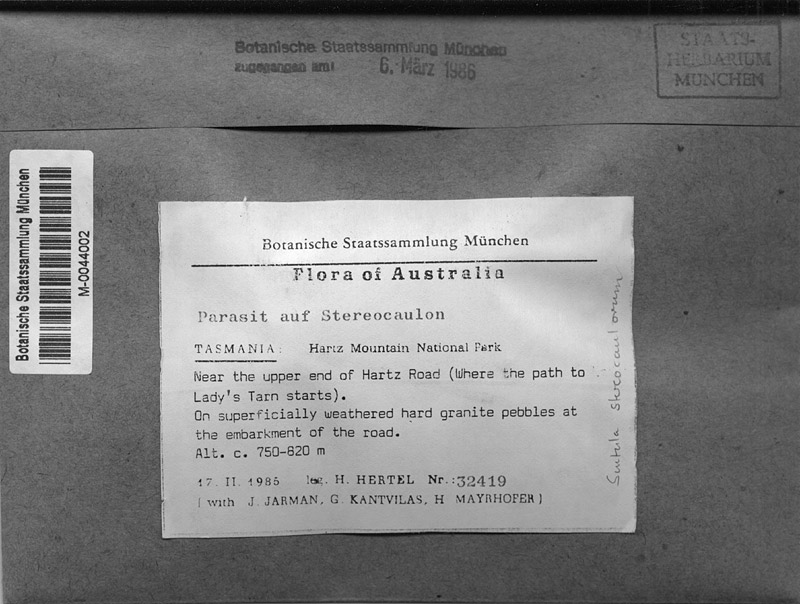 Botanische Staatssammlung München
zugegangen am:
6. März 1986
STAATS-
HERBARIUM
MÜNCHEN
Botanische Staatssammlung München
M-0044002
Botanische Staatssammlung München
Flora of Australia
Parasit auf Stereocaulon
TASMANIA: Hartz Mountain National Park
Near the upper end of Hartz Road (Where the path to
Lady's Tarn starts).
On superficially weathered hard granite pebbles at
the embarkment of the road.
Alt. c. 750-820 m
17. II. 1985 leg. H. HERTEL Nr.: 32419
( with J. JARMAN, G. KANTVILAS, H MAYRHOFER )
stereocaulorum